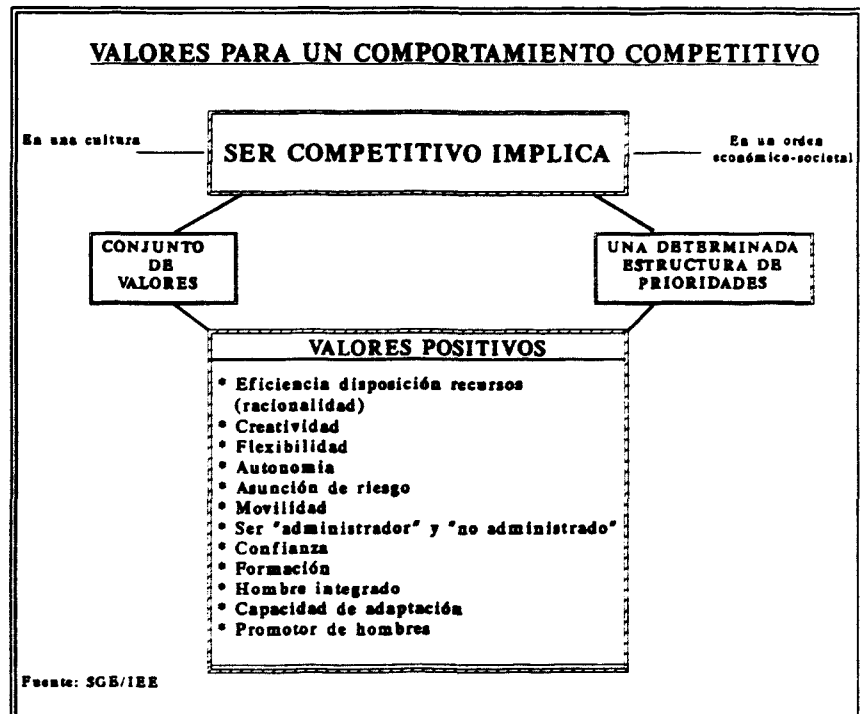 VALORES PARA UN COMPORTAMIENTO COMPETITIVO
En una cultura
SER COMPETITIVO IMPLICA
En un orden
económico-societal
CONJUNTO
DE
VALORES
UNA DETERMINADA
ESTRUCTURA DE
PRIORIDADES
VALORES POSITIVOS
* Eficiencia disposición recursos
(racionalidad)
* Creatividad
* Flexibilidad
* Autonomía
* Asunción de riesgo
* Movilidad
* Ser "administrador" y "no administrado"
* Confianza
* Formación
* Hombre integrado
* Capacidad de adaptación
* Promotor de hombres
Fuente: SGB/IEE